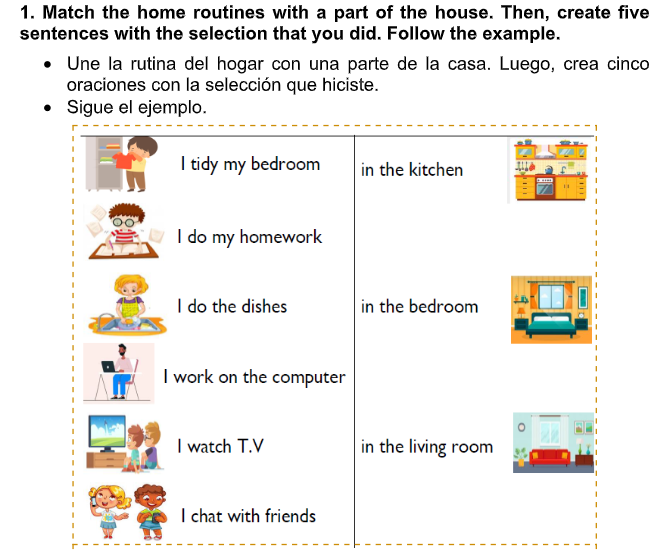 1. Match the home routines with a part of the house. Then, create five
sentences with the selection that you did. Follow the example.
• Une la rutina del hogar con una parte de la casa. Luego, crea cinco
oraciones con la selección que hiciste.
• Sigue el ejemplo.
I tidy my bedroom
in the kitchen
I do my homework
I do the dishes
in the bedroom
I work on the computer
I watch T.V
in the living room
I chat with friends